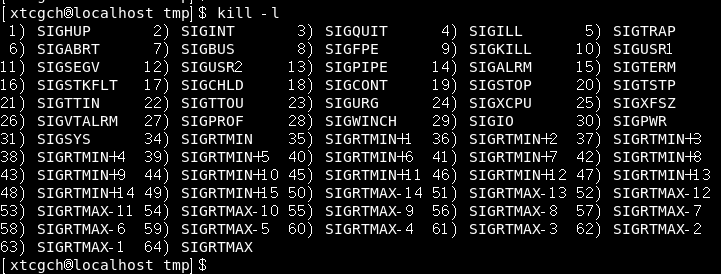 [xtcgch@localhost tmp]$ kill -l
 1) SIGHUP       2) SIGINT       3) SIGQUIT      4) SIGILL       5) SIGTRAP
 6) SIGABRT      7) SIGBUS       8) SIGFPE       9) SIGKILL     10) SIGUSR1
11) SIGSEGV     12) SIGUSR2     13) SIGPIPE     14) SIGALRM     15) SIGTERM
16) SIGSTKFLT   17) SIGCHLD     18) SIGCONT     19) SIGSTOP     20) SIGTSTP
21) SIGTTIN     22) SIGTTOU     23) SIGURG      24) SIGXCPU     25) SIGXFSZ
26) SIGVTALRM   27) SIGPROF     28) SIGWINCH    29) SIGIO       30) SIGPWR
31) SIGSYS      34) SIGRTMIN    35) SIGRTMIN+1  36) SIGRTMIN+2  37) SIGRTMIN+3
38) SIGRTMIN+4  39) SIGRTMIN+5  40) SIGRTMIN+6  41) SIGRTMIN+7  42) SIGRTMIN+8
43) SIGRTMIN+9  44) SIGRTMIN+10 45) SIGRTMIN+11 46) SIGRTMIN+12 47) SIGRTMIN+13
48) SIGRTMIN+14 49) SIGRTMIN+15 50) SIGRTMAX-14 51) SIGRTMAX-13 52) SIGRTMAX-12
53) SIGRTMAX-11 54) SIGRTMAX-10 55) SIGRTMAX-9  56) SIGRTMAX-8  57) SIGRTMAX-7
58) SIGRTMAX-6  59) SIGRTMAX-5  60) SIGRTMAX-4  61) SIGRTMAX-3  62) SIGRTMAX-2
63) SIGRTMAX-1  64) SIGRTMAX
[xtcgch@localhost tmp]$